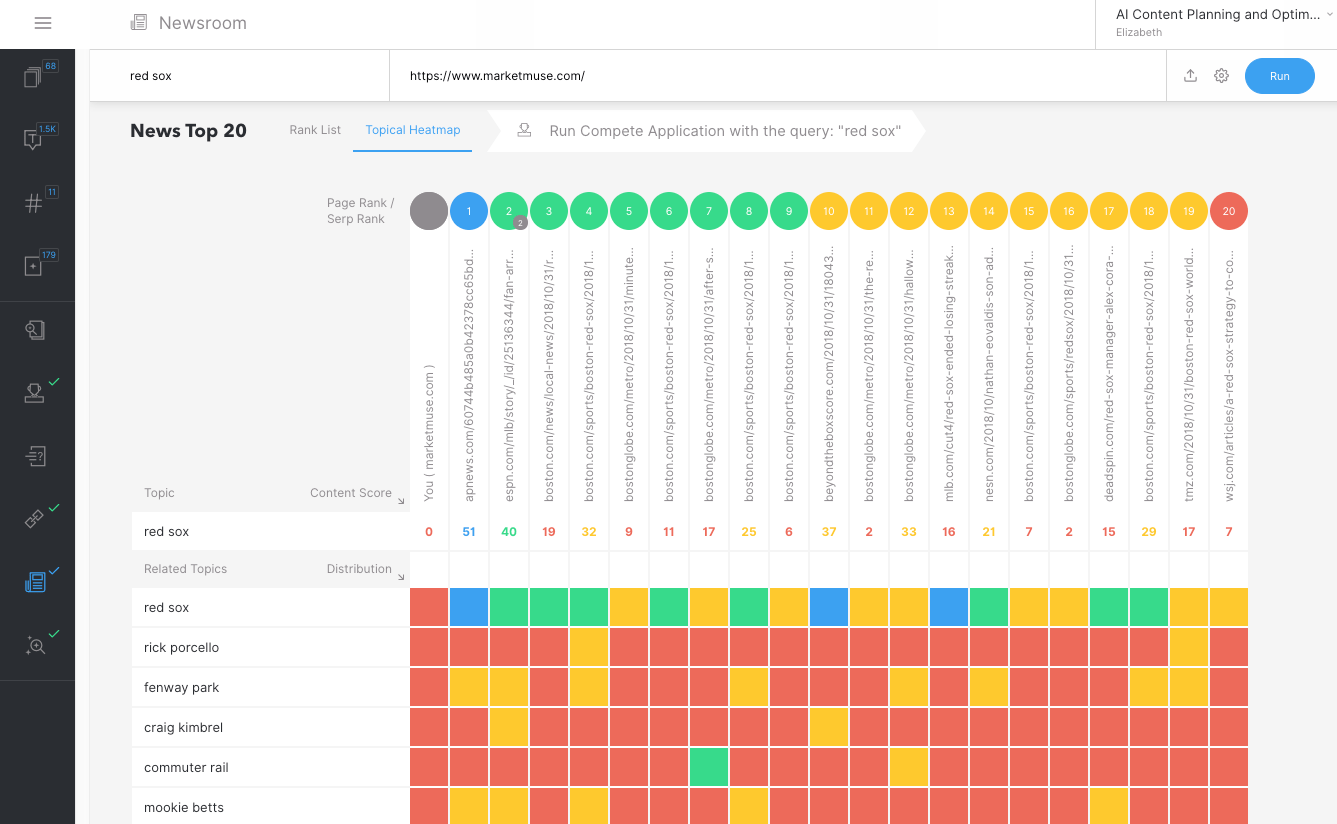 Newsroom
AI Content Planning and Optim...
Elizabeth
68
red sox
https://www.marketmuse.com/
Run
1.5K
News Top 20
Rank List
Topical Heatmap
Run Compete Application with the query: "red sox"
11
Page Rank /
Serp Rank
1 2 3 4 5 6 7 8 9 10 11 12 13 14 15 16 17 18 19 20
2
179
You ( marketmuse.com )
apnews.com/60744b485a0b42378cc65bd...
espn.com/mlb/story/_/id/25136344/fan-arr...
boston.com/news/local-news/2018/10/31/r...
boston.com/sports/boston-red-sox/2018/1...
bostonglobe.com/metro/2018/10/31/minute...
boston.com/sports/boston-red-sox/2018/1...
bostonglobe.com/metro/2018/10/31/after-s...
boston.com/sports/boston-red-sox/2018/1...
boston.com/sports/boston-red-sox/2018/1...
beyondtheboxscore.com/2018/10/31/18043...
bostonglobe.com/metro/2018/10/31/the-re...
bostonglobe.com/metro/2018/10/31/hallow...
mlb.com/cut4/red-sox-ended-losing-streak...
nesn.com/2018/10/nathan-eovaldis-son-ad...
boston.com/sports/boston-red-sox/2018/1...
bostonglobe.com/sports/redsox/2018/10/31...
deadspin.com/red-sox-manager-alex-cora-...
boston.com/sports/boston-red-sox/2018/1...
tmz.com/2018/10/31/boston-red-sox-world...
wsj.com/articles/a-red-sox-strategy-to-co...
Topic Content Score
red sox 0 51 40 19 32 9 11 17 25 6 37 2 33 16 21 7 2 15 29 17 7
Related Topics Distribution
red sox
rick porcello
fenway park
craig kimbrel
commuter rail
mookie betts